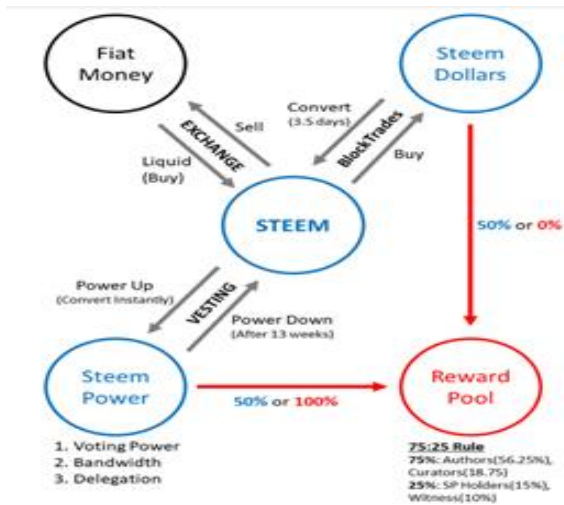 Fiat
Money
Steem
Dollars
Convert
(3.5 days)
Sell
EXCHANGE
BlockTrades
Liquid
(Buy)
Buy
STEEM
50% or 0%
Power Up
(Convert Instantly)
VESTING
Power Down
(After 13 weeks)
Steem
Power
50% or 100%
Reward
Pool
1. Voting Power
2. Bandwidth
3. Delegation
75:25 Rule
75%: Authors(56.25%),
Curators(18.75)
25%: SP Holders(15%),
Witness(10%)